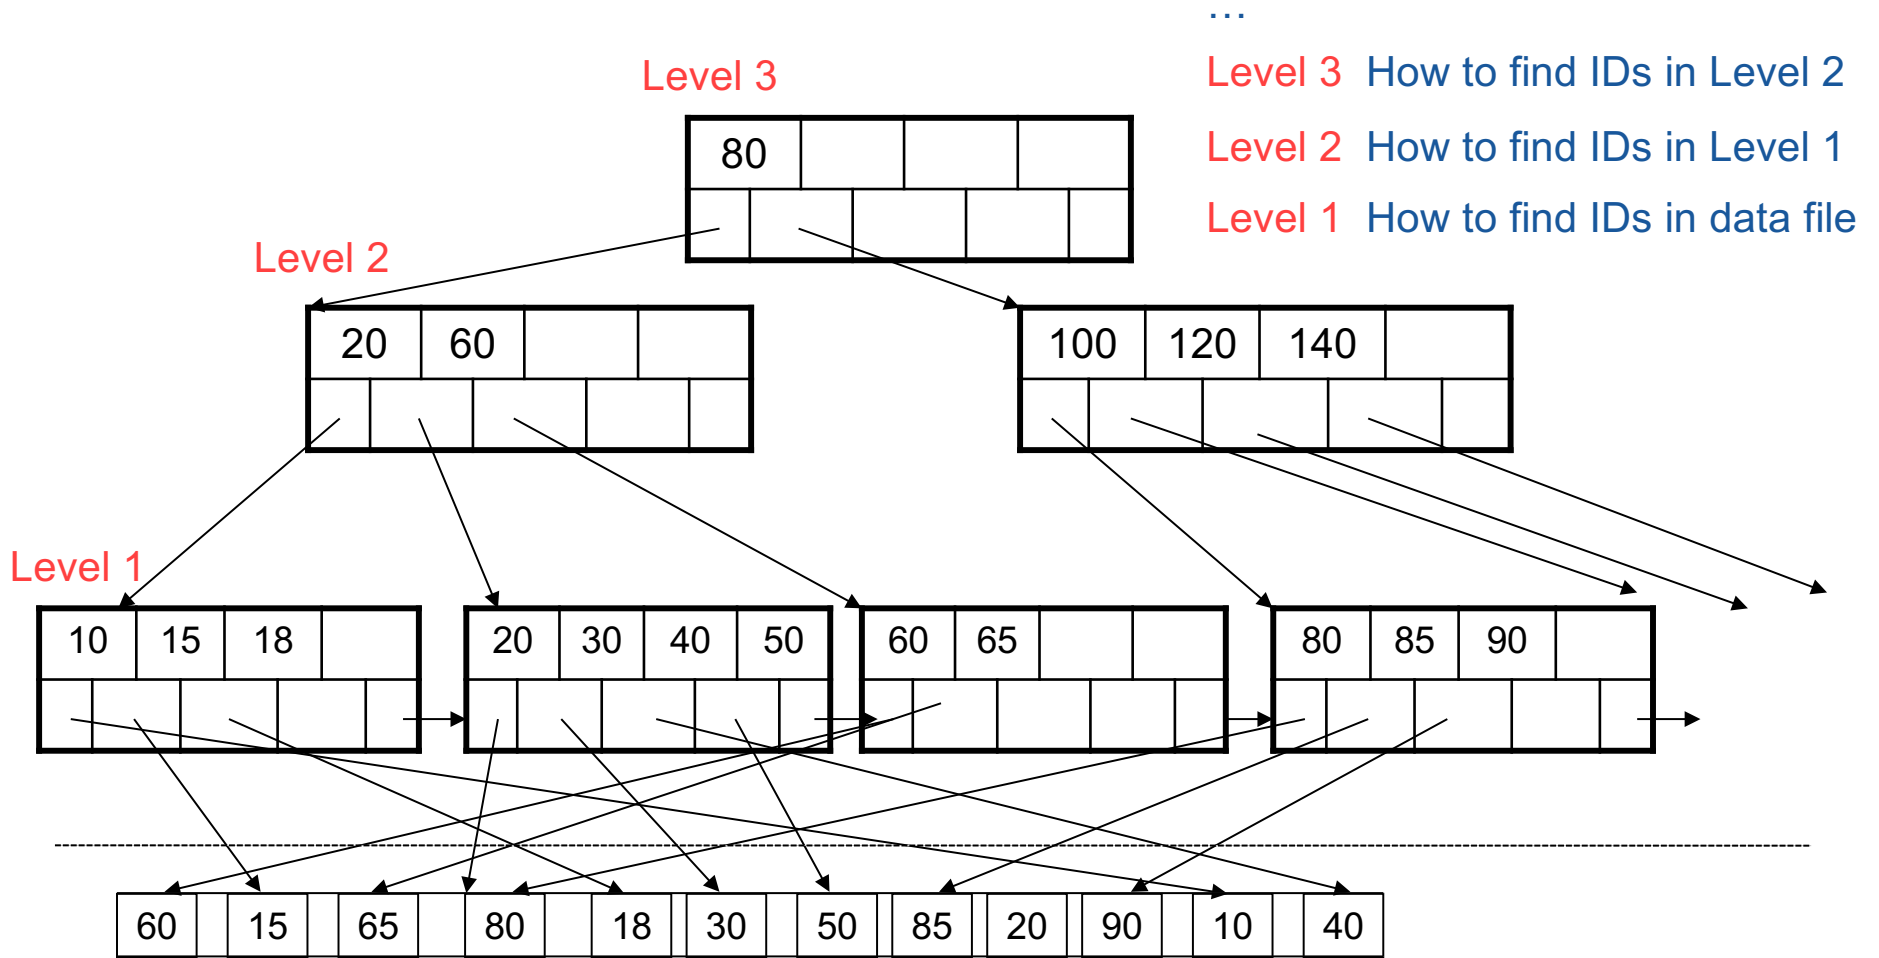 …
Level 3 How to find IDs in Level 2
Level 2 How to find IDs in Level 1
Level 1 How to find IDs in data file
Level 3
80
Level 2
20 60
100 120 140
Level 1
10 15 18
20 30 40 50
60 65
80 85 90
60 15 65 80 18 30 50 85 20 90 10 40